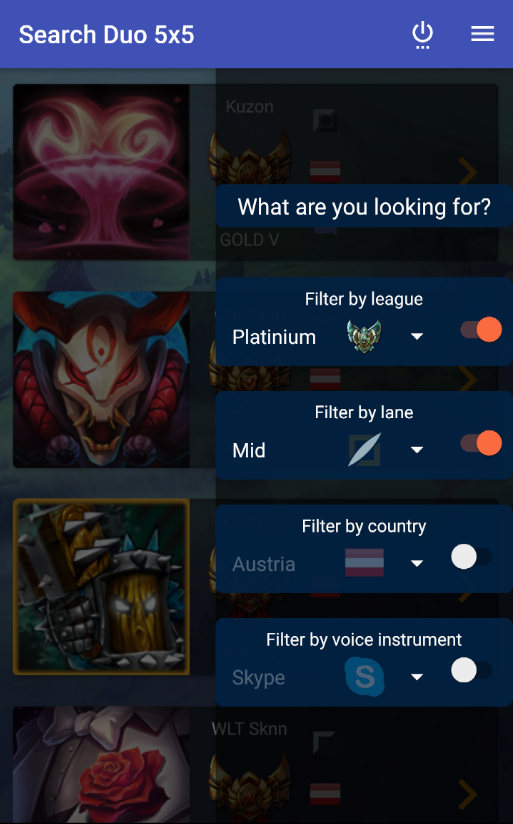 Search Duo 5x5
Kuzon
What are you looking for?
GOLD V
Filter by league
Platinium
Filter by lane
Mid
Filter by country
Austria
Filter by voice instrument
Skype
WLT Sknn